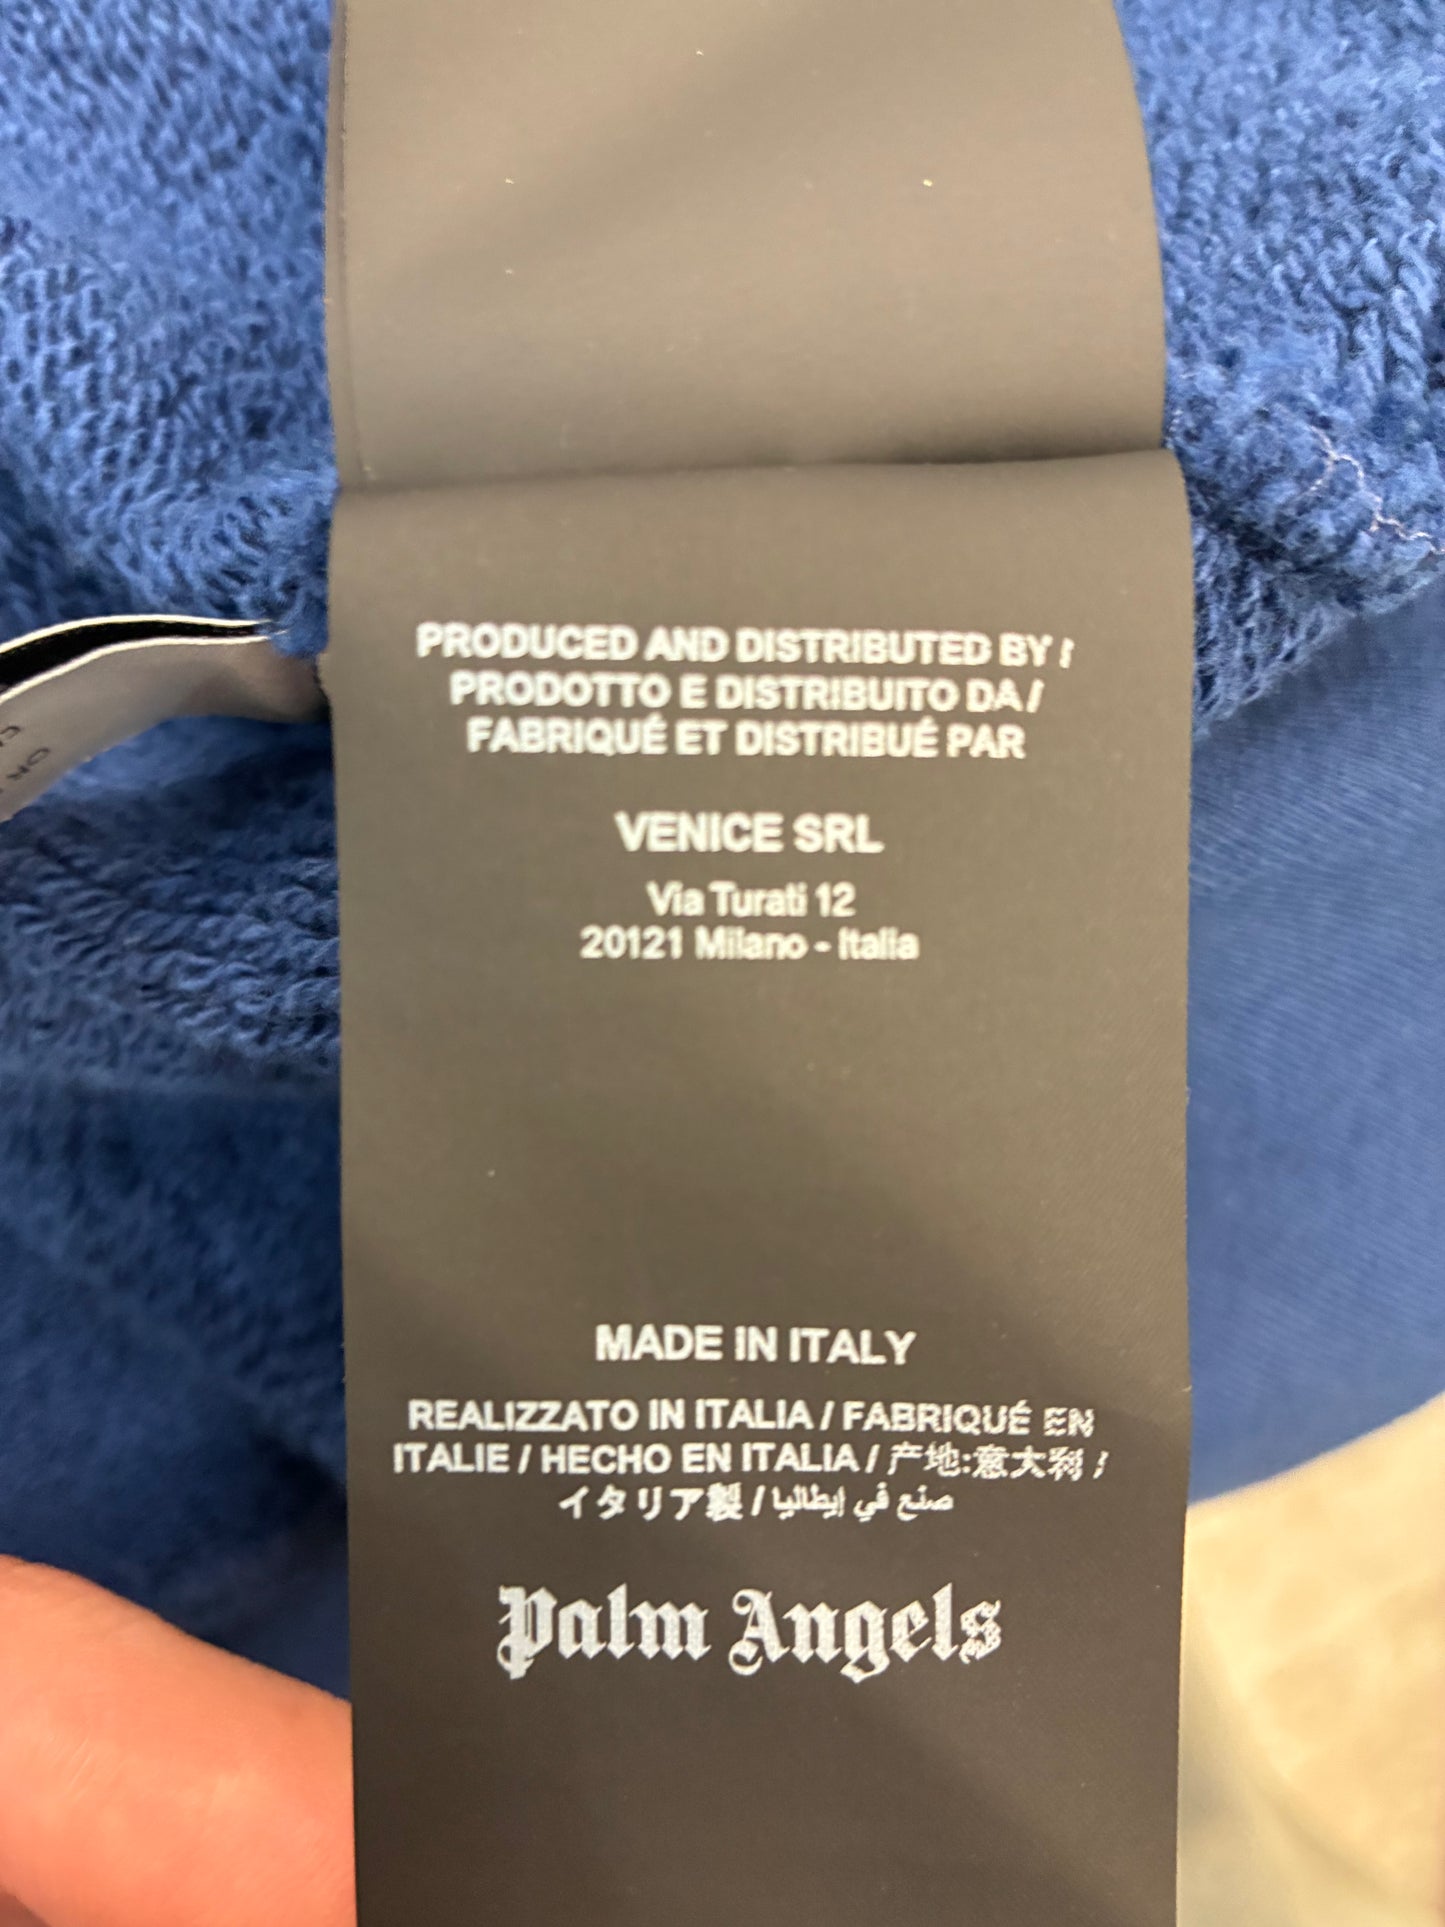 PRODUCED AND DISTRIBUTED BY /
PRODOTTO E DISTRIBUITO DA /
FABRIQUÉ ET DISTRIBUÉ PAR
VENICE SRL
Via Turati 12
20121 Milano - Italia
MADE IN ITALY
REALIZZATO IN ITALIA / FABRIQUÉ EN
ITALIE / HECHO EN ITALIA / 产地:意大利 /
イタリア製 / صنع في إيطاليا
Palm Angels